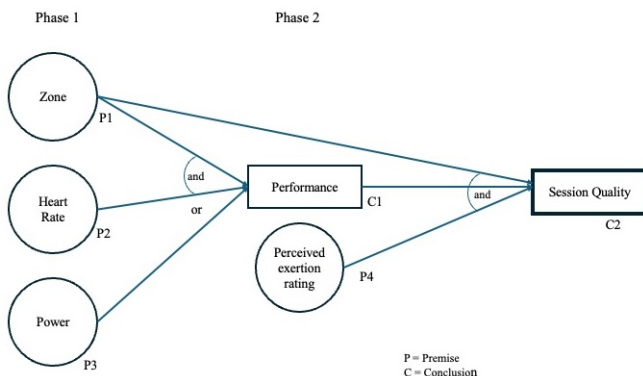 Phase 1
Phase 2
Zone
P1
and
Heart
Rate
P2
or
Performance
C1
and
Session Quality
C2
Perceived
exertion
rating
P4
Power
P3
P = Premise
C = Conclusion